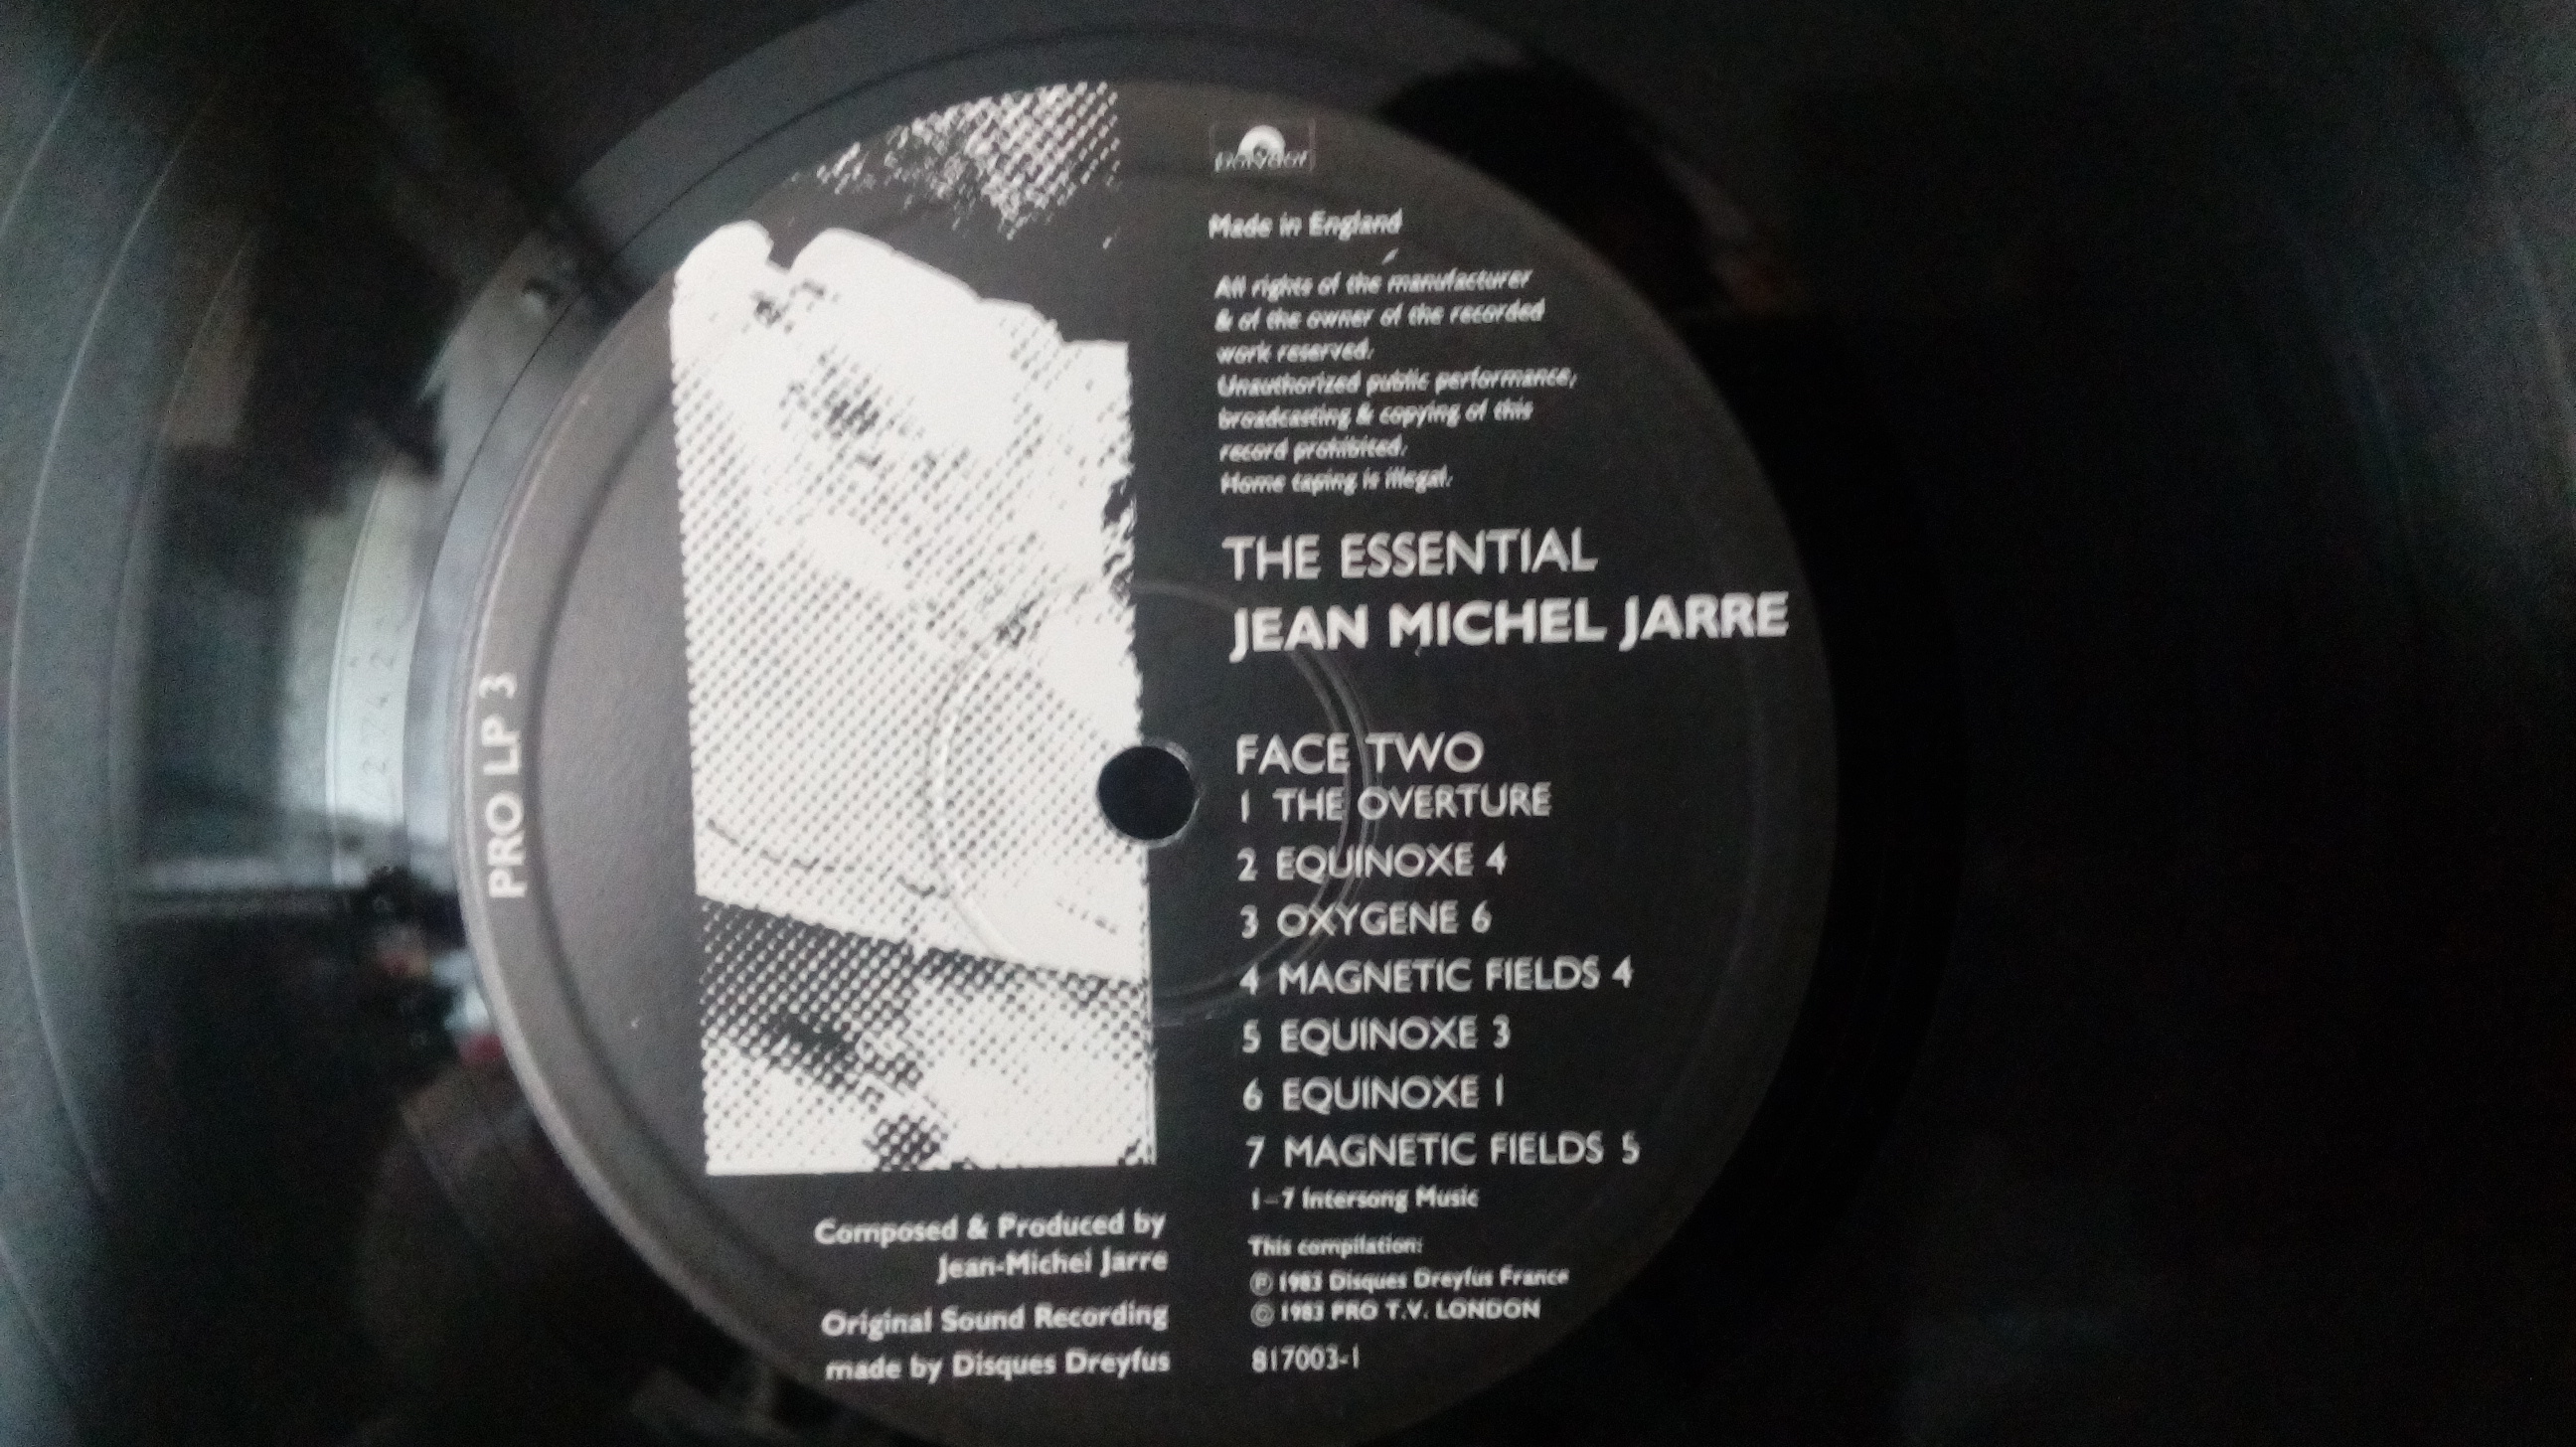 Polydor
Made in England
All rights of the manufacturer
& of the owner of the recorded
work reserved.
Unauthorized public performance,
broadcasting & copying of this
record prohibited.
Home taping is illegal.
THE ESSENTIAL
JEAN MICHEL JARRE
FACE TWO
1 THE OVERTURE
2 EQUINOXE 4
3 OXYGENE 6
4 MAGNETIC FIELDS 4
5 EQUINOXE 3
6 EQUINOXE 1
7 MAGNETIC FIELDS 5
1-7 Intersong Music
This compilation:
℗ 1983 Disques Dreyfus France
© 1983 PRO T.V. LONDON
817003-1
Composed & Produced by
Jean-Michel Jarre
Original Sound Recording
made by Disques Dreyfus
PRO LP 3